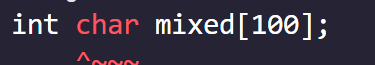 int char mixed[100];
^~~~